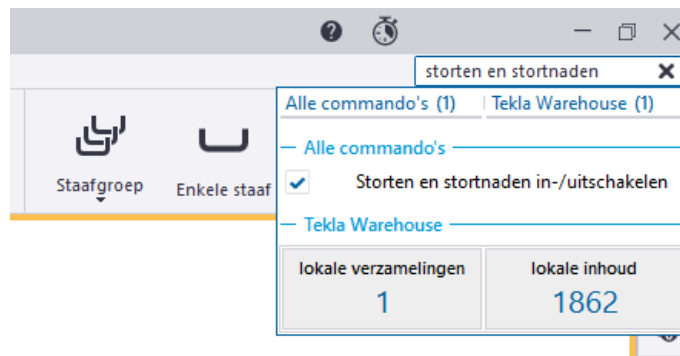 storten en stortnaden
Alle commando's (1) Tekla Warehouse (1)
Alle commando's
Staafgroep Enkele staaf
Storten en stortnaden in-/uitschakelen
Tekla Warehouse
lokale verzamelingen lokale inhoud
1 1862